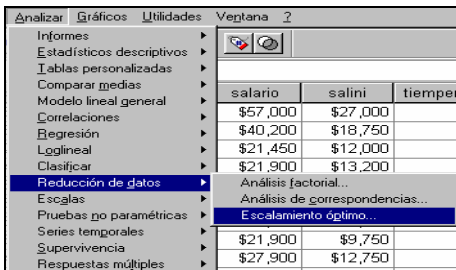 Analizar Gráficos Utilidades Ventana ?
Informes
Estadísticos descriptivos
Tablas personalizadas
Comparar medias
Modelo lineal general
Correlaciones
Regresión
Loglineal
Clasificar
Reducción de datos
Escalas
Pruebas no paramétricas
Series temporales
Supervivencia
Respuestas múltiples
Análisis factorial...
Análisis de correspondencias...
Escalamiento óptimo...
salario salini tiemper
$57,000 $27,000
$40,200 $18,750
$21,450 $12,000
$21,900 $13,200
$21,900 $9,750
$27,900 $12,750